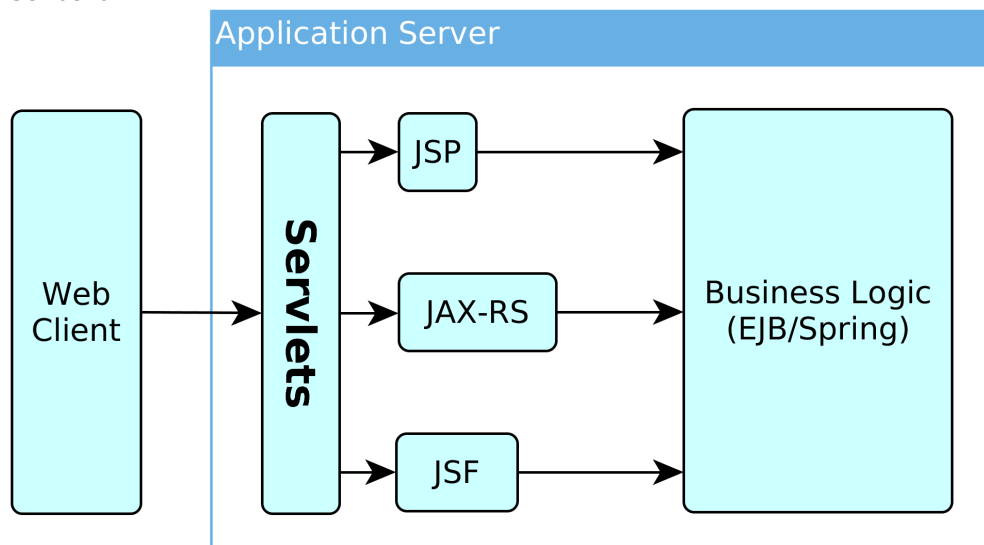 Application Server
Web
Client
Servlets
JSP
JAX-RS
JSF
Business Logic
(EJB/Spring)